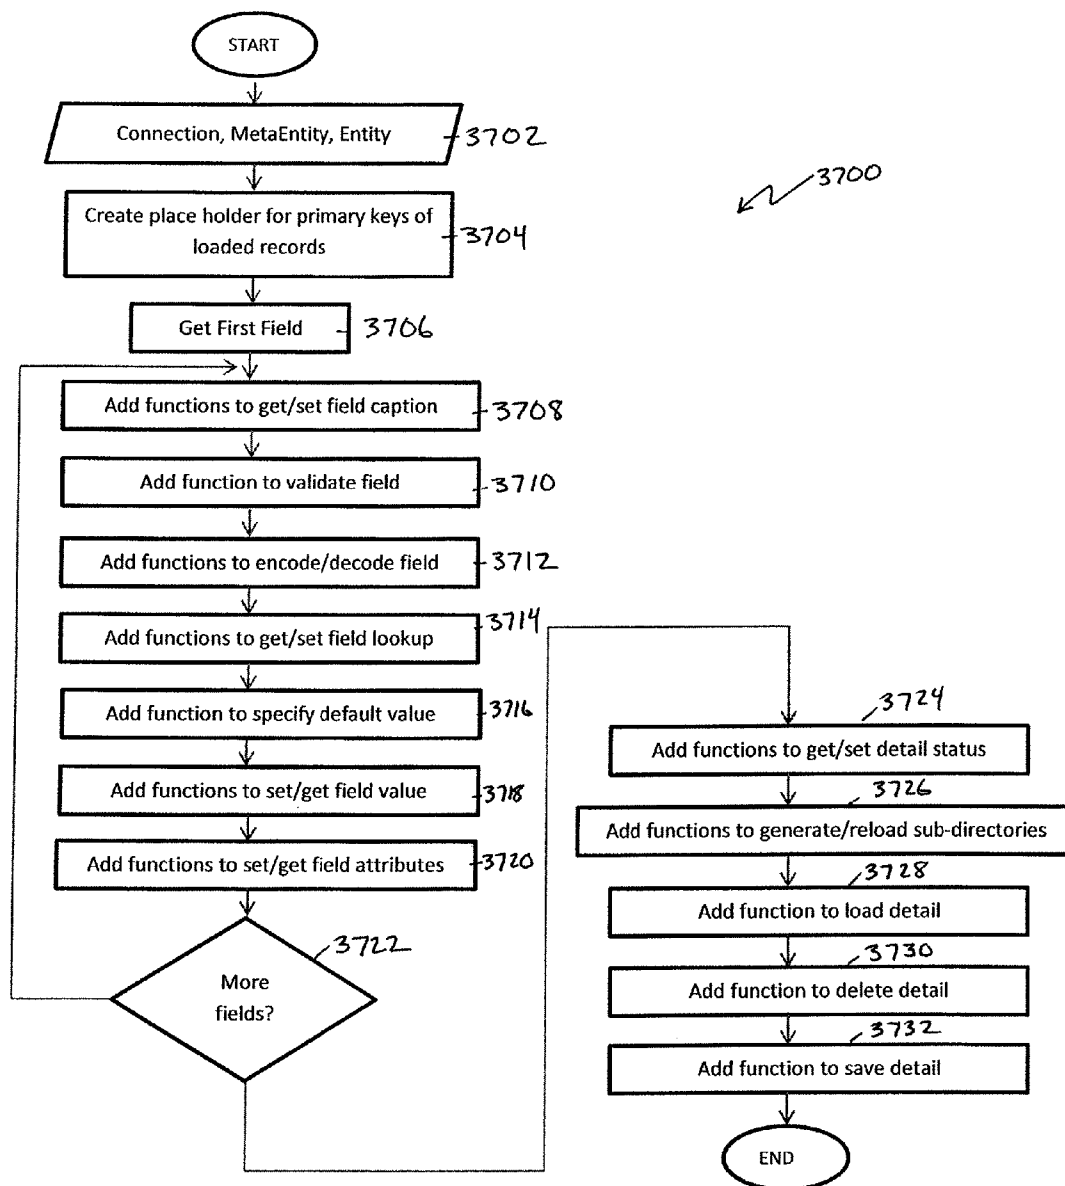 START
Connection, MetaEntity, Entity
3702
3700
Create place holder for primary keys of
loaded records
3704
Get First Field
3706
Add functions to get/set field caption
3708
Add function to validate field
3710
Add functions to encode/decode field
3712
Add functions to get/set field lookup
3714
Add function to specify default value
3716
Add functions to set/get field value
3718
Add functions to set/get field attributes
3720
More
fields?
3722
3724
Add functions to get/set detail status
3726
Add functions to generate/reload sub-directories
3728
Add function to load detail
3730
Add function to delete detail
3732
Add function to save detail
END